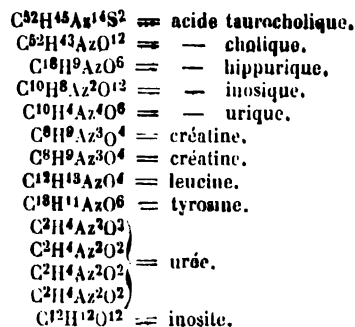 C⁵²H⁴⁵Az¹⁴S² = acide taurocholique.
C⁵²H⁴³AzO¹² = — cholique.
C¹⁸H⁹AzO⁶ = — hippurique.
C¹⁰H⁸Az²O¹² = — inosique.
C¹⁰H⁴Az⁴O⁶ = — urique.
C⁸H⁹Az³O⁴ = créatine.
C⁸H⁹Az³O⁴ = créatine.
C¹²H¹³AzO⁴ = leucine.
C¹⁸H¹¹AzO⁶ = tyrosine.
C²H⁴Az²O²
C²H⁴Az²O²
C²H⁴Az²O² = urée.
C²H⁴Az²O²
C¹²H¹²O¹² = inosite.